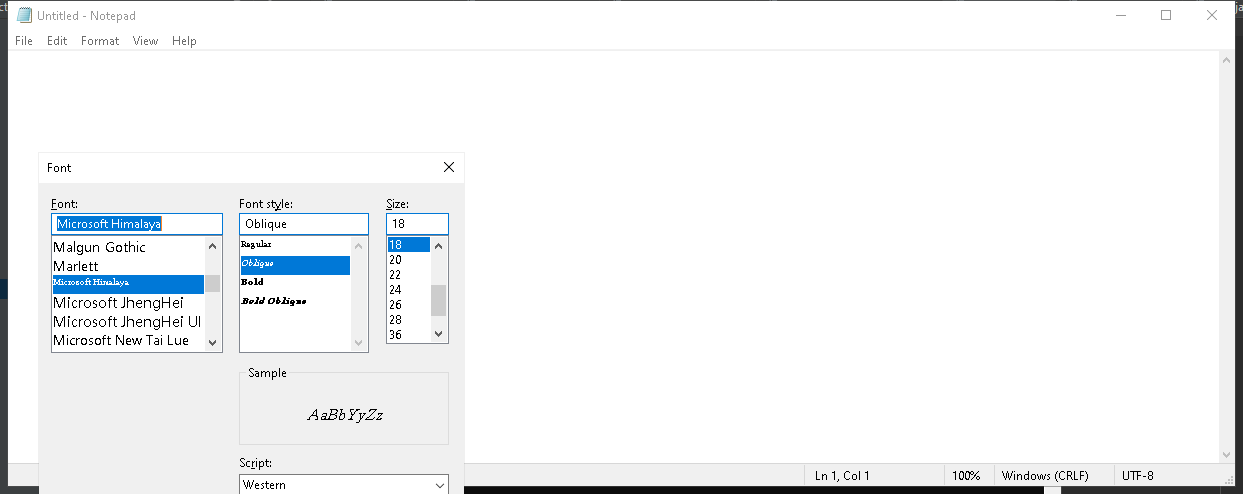 Untitled - Notepad
File Edit Format View Help
Font
Font: Font style: Size:
Microsoft Himalaya Oblique 18
Malgun Gothic Regular 18
Marlett Oblique 20
Microsoft Himalaya Bold 22
Microsoft JhengHei Bold Oblique 24
Microsoft JhengHei UI 26
Microsoft New Tai Lue 28
36
Sample
AaBbYyZz
Script:
Western
Ln 1, Col 1 100% Windows (CRLF) UTF-8